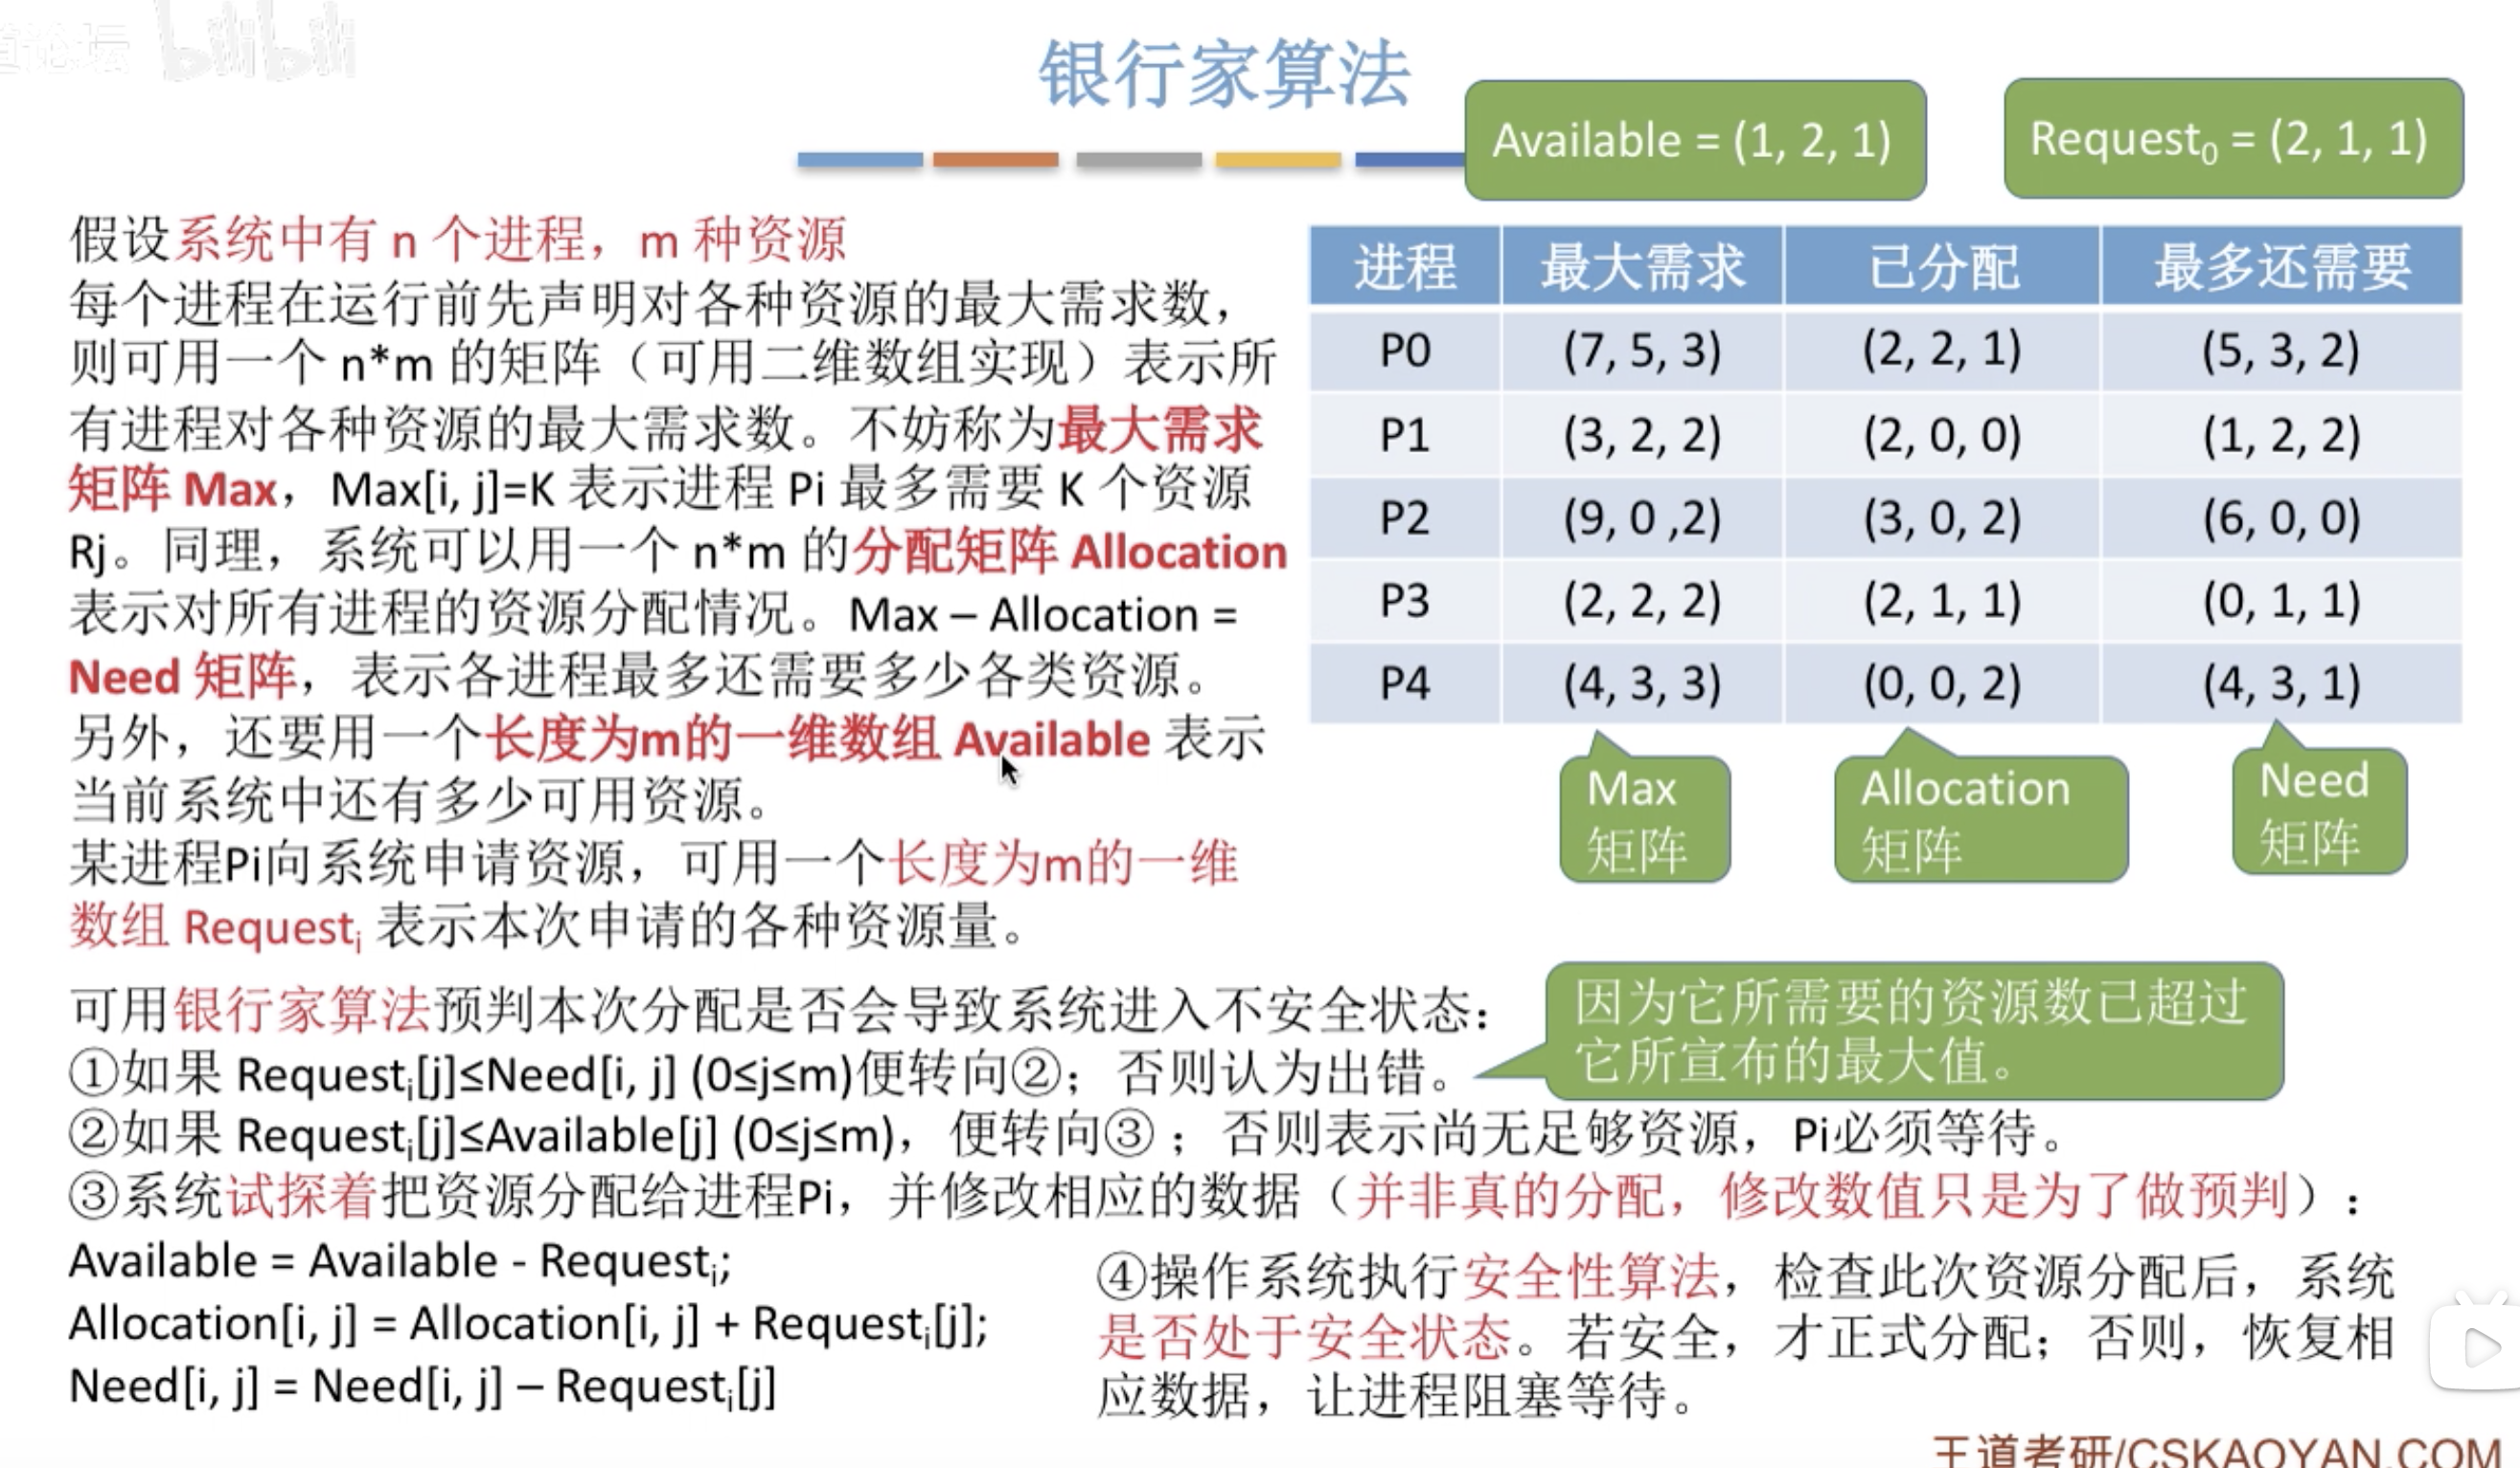 道论坛 bilibili
银行家算法
Available = (1, 2, 1)
Request0 = (2, 1, 1)
假设系统中有 n 个进程，m 种资源
每个进程在运行前先声明对各种资源的最大需求数，
则可用一个 n*m 的矩阵（可用二维数组实现）表示所
有进程对各种资源的最大需求数。不妨称为最大需求
矩阵 Max，Max[i, j]=K 表示进程 Pi 最多需要 K 个资源
Rj。同理，系统可以用一个 n*m 的分配矩阵 Allocation
表示对所有进程的资源分配情况。Max – Allocation =
Need 矩阵，表示各进程最多还需要多少各类资源。
另外，还要用一个长度为m的一维数组 Available 表示
当前系统中还有多少可用资源。
某进程Pi向系统申请资源，可用一个长度为m的一维
数组 Requesti 表示本次申请的各种资源量。
进程 最大需求 已分配 最多还需要
P0 (7, 5, 3) (2, 2, 1) (5, 3, 2)
P1 (3, 2, 2) (2, 0, 0) (1, 2, 2)
P2 (9, 0 ,2) (3, 0, 2) (6, 0, 0)
P3 (2, 2, 2) (2, 1, 1) (0, 1, 1)
P4 (4, 3, 3) (0, 0, 2) (4, 3, 1)
Max
矩阵
Allocation
矩阵
Need
矩阵
可用银行家算法预判本次分配是否会导致系统进入不安全状态：
①如果 Requesti[j]≤Need[i, j] (0≤j≤m)便转向②；否则认为出错。
因为它所需要的资源数已超过
它所宣布的最大值。
②如果 Requesti[j]≤Available[j] (0≤j≤m)，便转向③；否则表示尚无足够资源，Pi必须等待。
③系统试探着把资源分配给进程Pi，并修改相应的数据（并非真的分配，修改数值只是为了做预判）：
Available = Available - Requesti;
Allocation[i, j] = Allocation[i, j] + Requesti[j];
Need[i, j] = Need[i, j] – Requesti[j]
④操作系统执行安全性算法，检查此次资源分配后，系统
是否处于安全状态。若安全，才正式分配；否则，恢复相
应数据，让进程阻塞等待。
王道考研/CSKAOYAN.COM